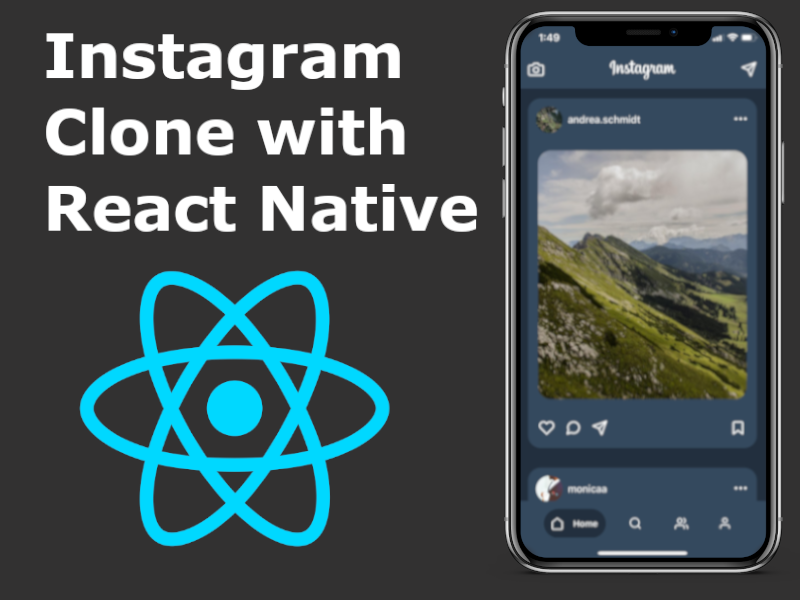 Instagram
Clone with
React Native
1:49
Instagram
andrea.schmidt
monicaa
Home